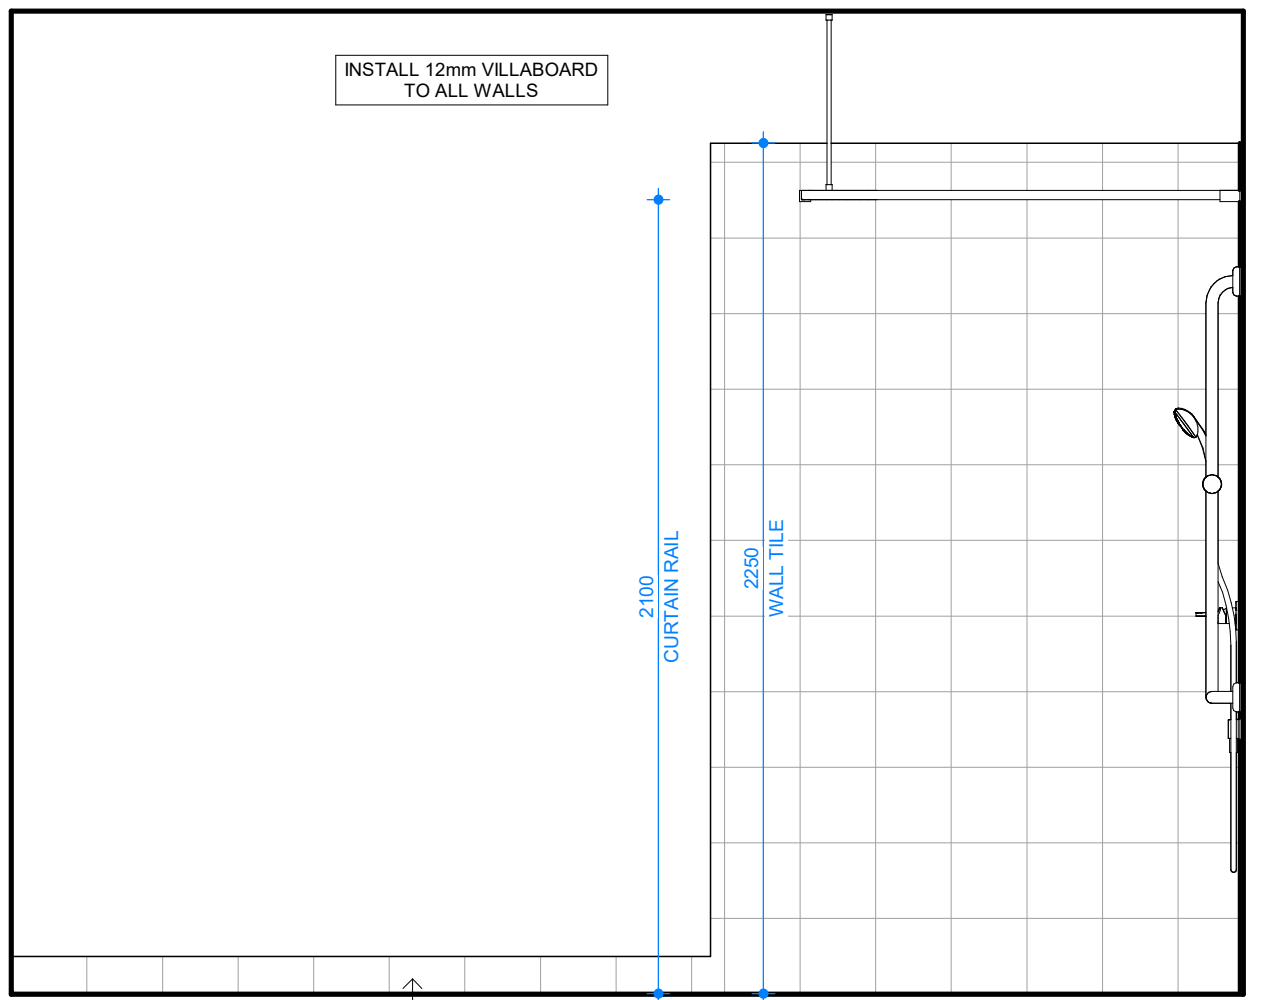 INSTALL 12mm VILLABOARD
TO ALL WALLS
2100
CURTAIN RAIL
2250
WALL TILE